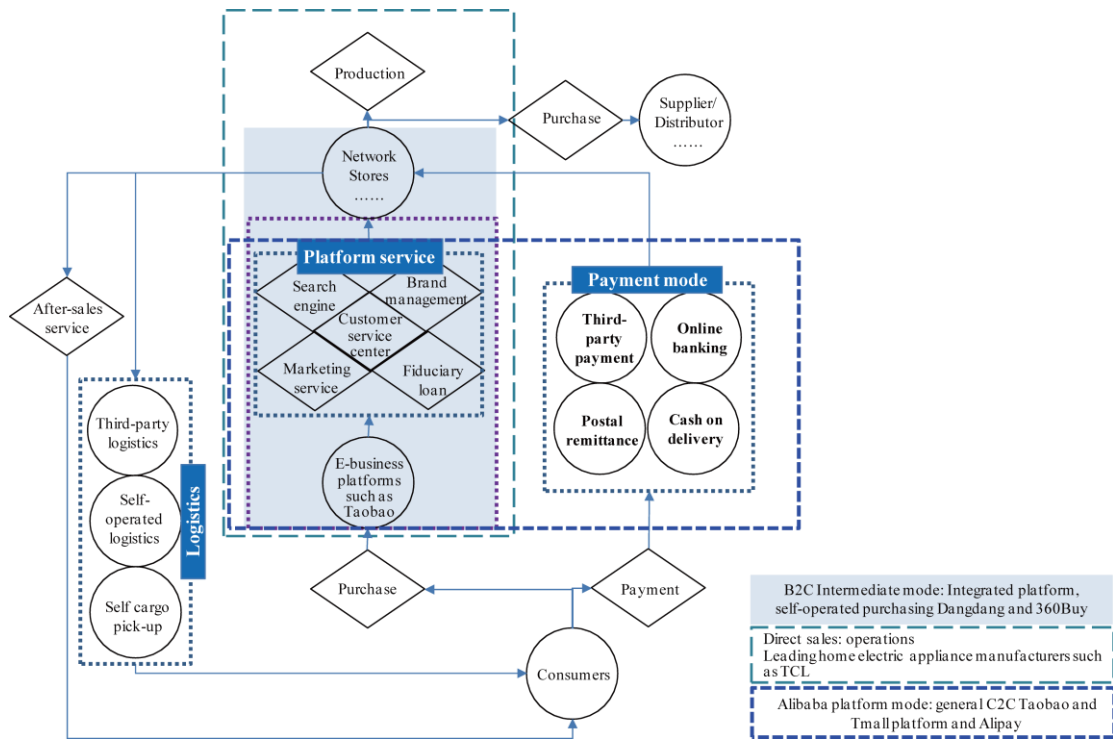 Production
Purchase
Supplier/
Distributor
......
Network
Stores
......
Platform service
Search
engine
Brand
management
Customer
service
center
Marketing
service
Fiduciary
loan
Payment mode
Third-
party
payment
Online
banking
Postal
remittance
Cash on
delivery
After-sales
service
Third-party
logistics
Self-
operated
logistics
Self cargo
pick-up
Logistics
E-business
platforms
such as
Taobao
Purchase
Payment
Consumers
B2C Intermediate mode: Integrated platform,
self-operated purchasing Dangdang and 360Buy
Direct sales: operations
Leading home electric appliance manufacturers such
as TCL
Alibaba platform mode: general C2C Taobao and
Tmall platform and Alipay